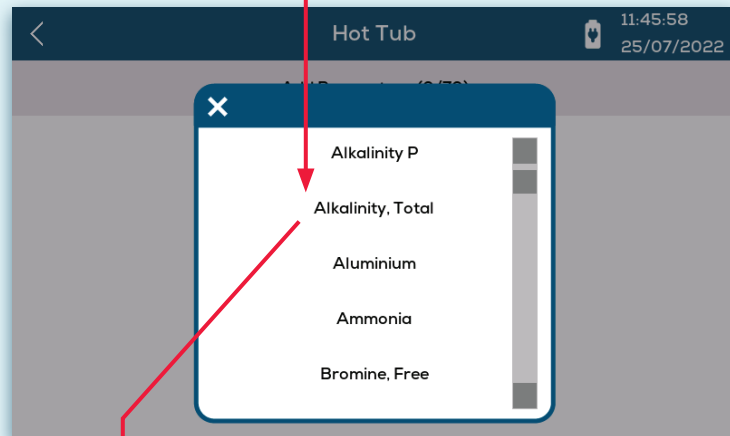 Hot Tub
11:45:58
25/07/2022
Alkalinity P
Alkalinity, Total
Aluminium
Ammonia
Bromine, Free